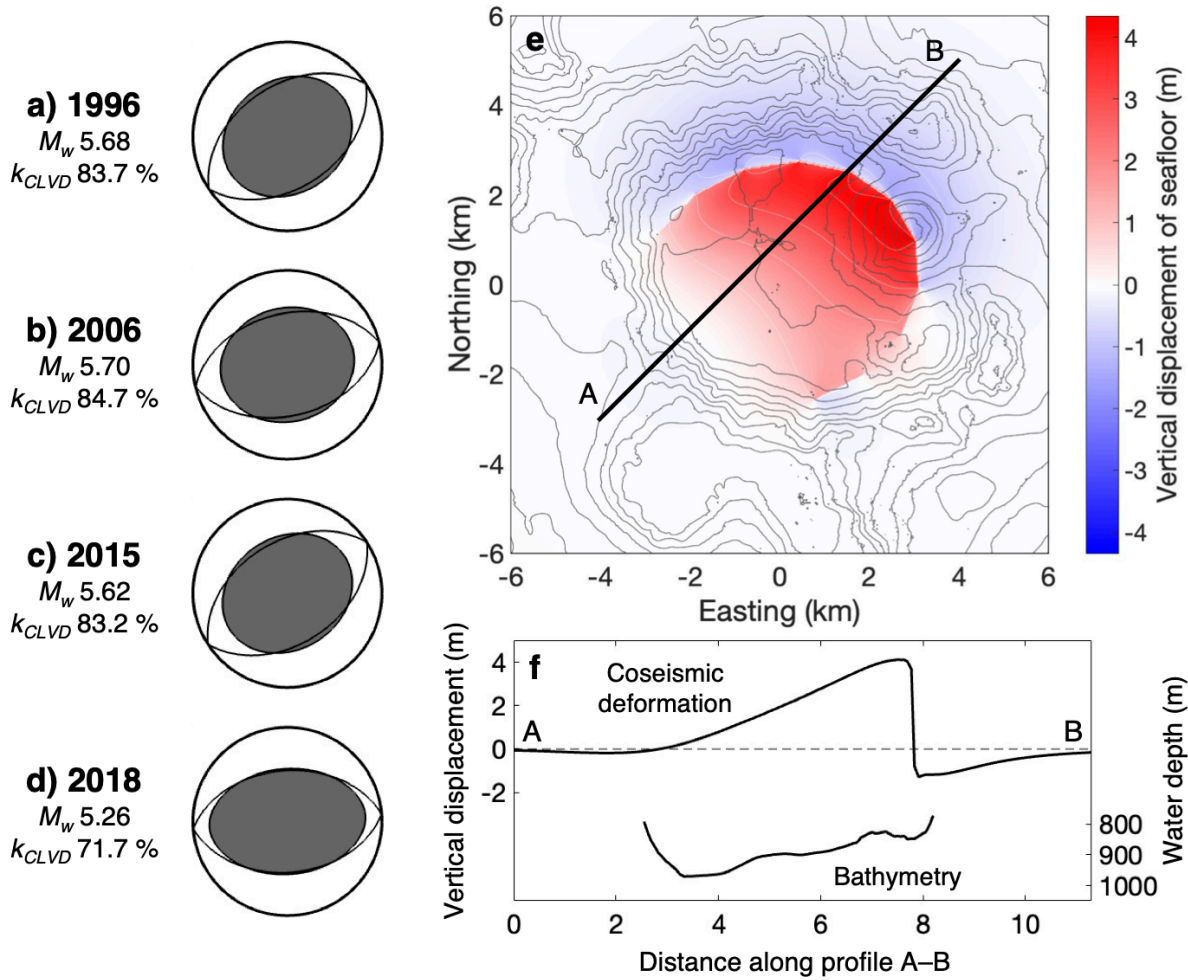 a) 1996
Mw 5.68
kCLVD 83.7 %
b) 2006
Mw 5.70
kCLVD 84.7 %
c) 2015
Mw 5.62
kCLVD 83.2 %
d) 2018
Mw 5.26
kCLVD 71.7 %
e
A
B
6
4
2
0
-2
-4
-6
Northing (km)
-6 -4 -2 0 2 4 6
Easting (km)
4
3
2
1
0
-1
-2
-3
-4
Vertical displacement of seafloor (m)
f
Coseismic
deformation
A
B
4
2
0
-2
Vertical displacement (m)
800
900
1000
Water depth (m)
Bathymetry
0 2 4 6 8 10
Distance along profile A–B